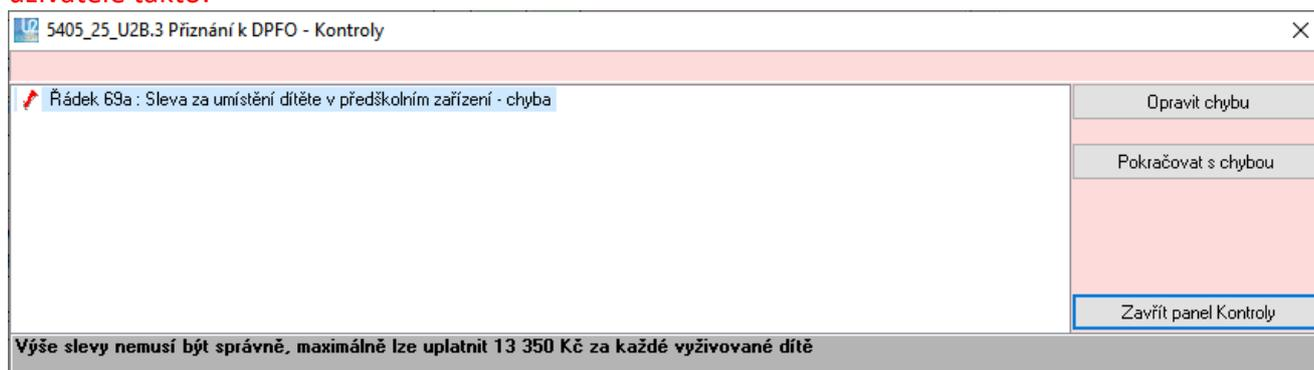 uživatele takto:
5405_25_U2B.3 Přiznání k DPFO - Kontroly
Řádek 69a : Sleva za umístění dítěte v předškolním zařízení - chyba
Opravit chybu
Pokračovat s chybou
Zavřít panel Kontroly
Výše slevy nemusí být správně, maximálně lze uplatnit 13 350 Kč za každé vyživované dítě